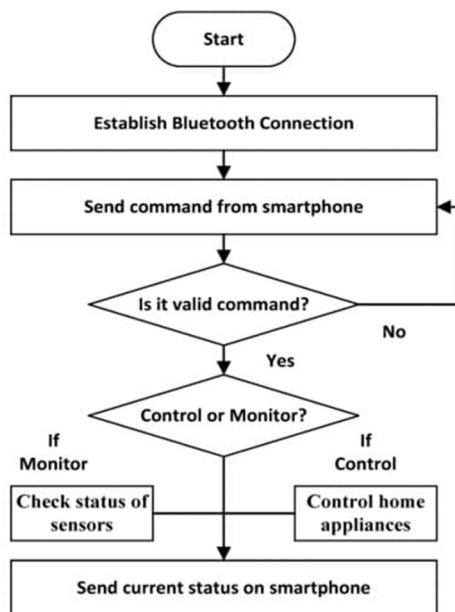 Start
Establish Bluetooth Connection
Send command from smartphone
Is it valid command?
No
Yes
Control or Monitor?
If
Monitor
If
Control
Check status of
sensors
Control home
appliances
Send current status on smartphone